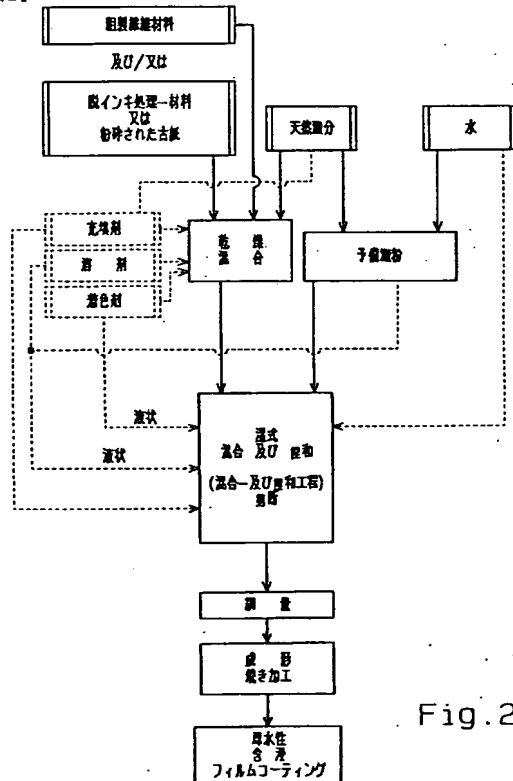 粗製繊維材料
及び/又は
脱インキ処理ー材料
又は
粉砕された古紙
天然澱粉
水
充填剤
溶 剤
着色剤
乾 燥
混 合
予備澱粉
液状
液状
湿式
混合 及び 捏和
(混合ー及び捏和工程)
剪断
調 量
成 形
焼き加工
耐水性
含 浸
フィルムコーティング
Fig.2